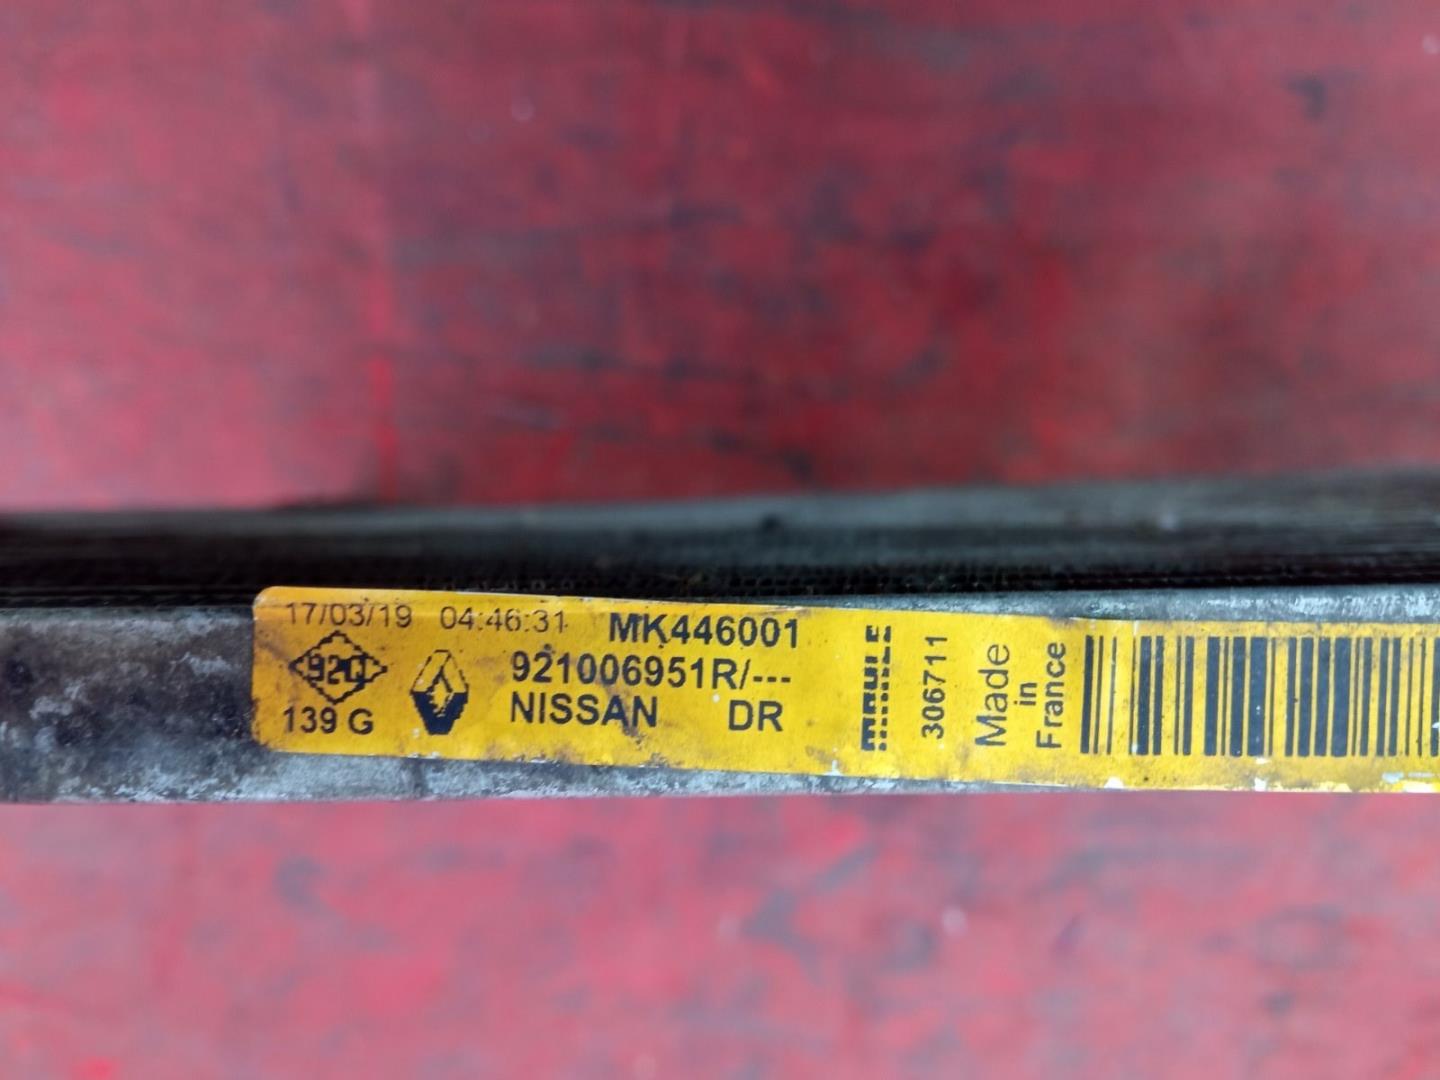 17/03/19 04:46:31 MK446001
920
921006951R/---
139 G
NISSAN DR
MAHLE
306711
Made
in
France